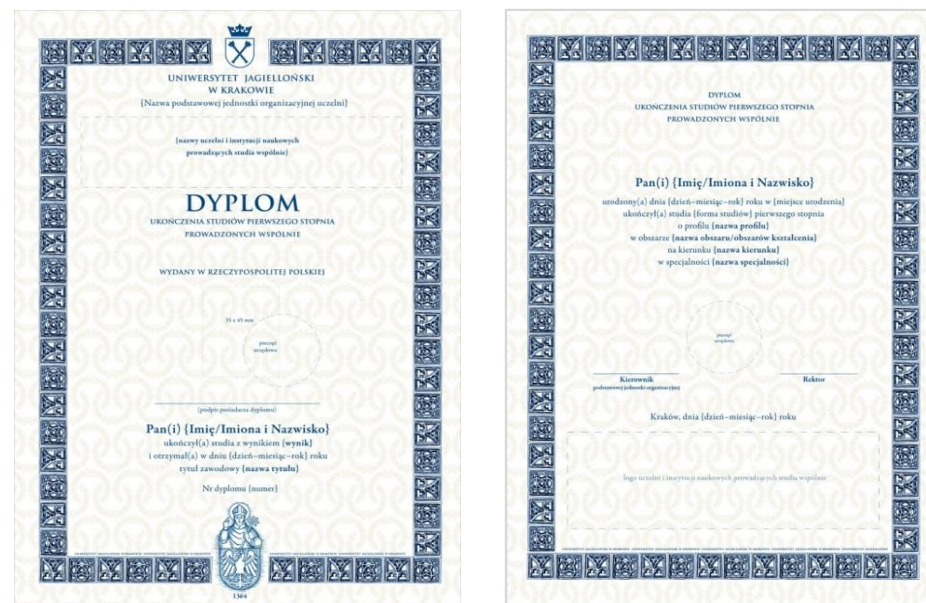 UNIWERSYTET JAGIELLOŃSKI
W KRAKOWIE
{Nazwa podstawowej jednostki organizacyjnej uczelni}
{nazwy uczelni i instytucji naukowych
prowadzących studia wspólnie}
DYPLOM
UKOŃCZENIA STUDIÓW PIERWSZEGO STOPNIA
PROWADZONYCH WSPÓLNIE
WYDANY W RZECZYPOSPOLITEJ POLSKIEJ
35 x 45 mm
pieczęć
urzędowa
(podpis posiadacza dyplomu)
Pan(i) {Imię/Imiona i Nazwisko}
ukończył(a) studia z wynikiem {wynik}
i otrzymał(a) w dniu {dzień–miesiąc–rok} roku
tytuł zawodowy {nazwa tytułu}
Nr dyplomu {numer}
1364
DYPLOM
UKOŃCZENIA STUDIÓW PIERWSZEGO STOPNIA
PROWADZONYCH WSPÓLNIE
Pan(i) {Imię/Imiona i Nazwisko}
urodzony(a) dnia {dzień–miesiąc–rok} roku w {miejsce urodzenia}
ukończył(a) studia {forma studiów} pierwszego stopnia
o profilu {nazwa profilu}
w obszarze {nazwa obszaru/obszarów kształcenia}
na kierunku {nazwa kierunku}
w specjalności {nazwa specjalności}
pieczęć
urzędowa
Kierownik
podstawowej jednostki organizacyjnej
Rektor
Kraków, dnia {dzień–miesiąc–rok} roku
logo uczelni i instytucji naukowych prowadzących studia wspólnie